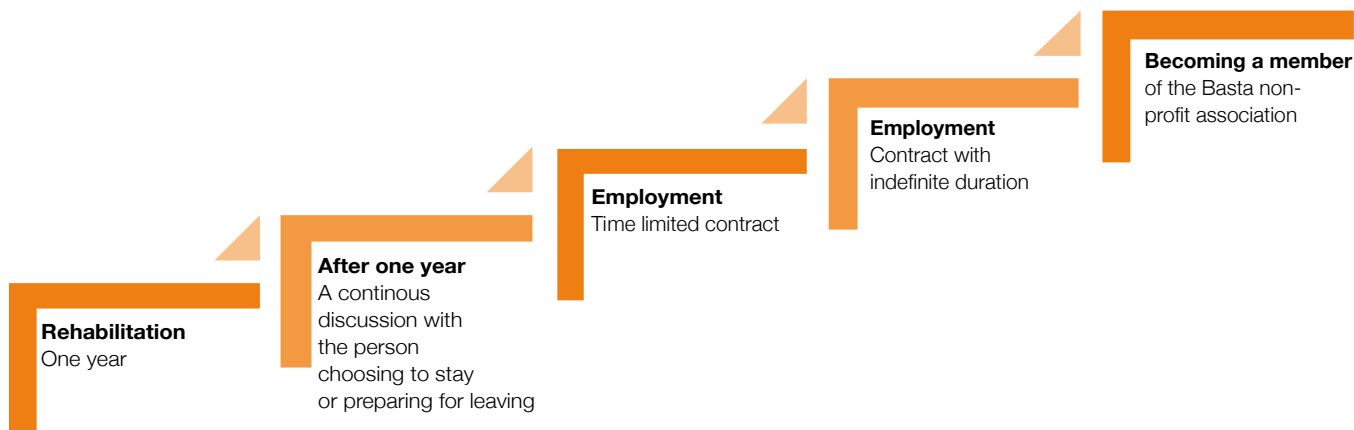 Rehabilitation
One year
After one year
A continous
discussion with
the person
choosing to stay
or preparing for leaving
Employment
Time limited contract
Employment
Contract with
indefinite duration
Becoming a member
of the Basta non-
profit association